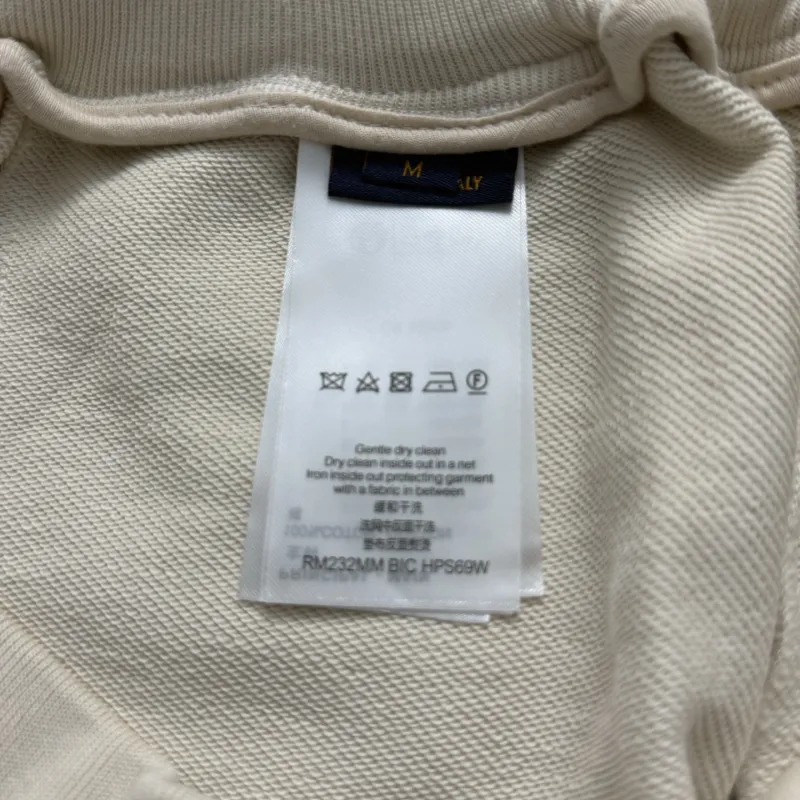 M
ALY
F
Gentle dry clean
Dry clean inside out in a net
Iron inside out protecting garment
with a fabric in between
缓和干洗
洗网中反面干洗
垫布反面熨烫
RM232MM BIC HPS69W